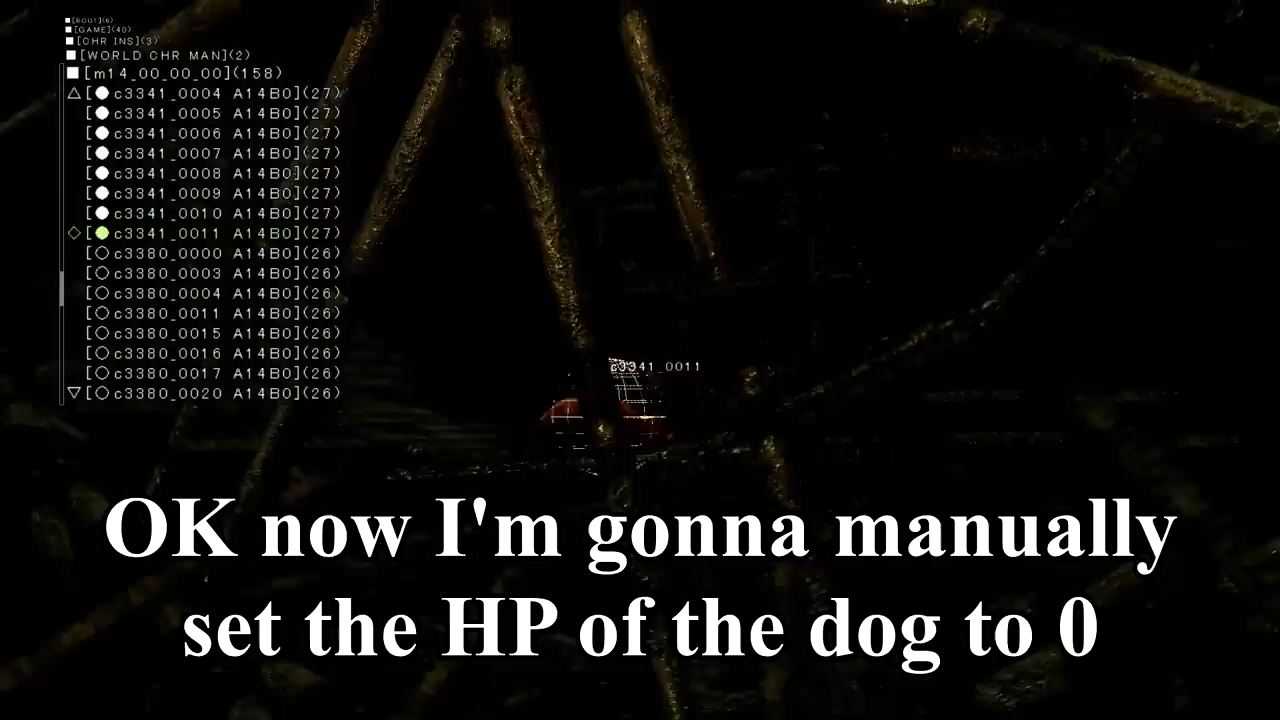 [ROOT](6)
[GAME](40)
[CHR INS](3)
[WORLD CHR MAN](2)
[m14_00_00_00](158)
[c3341_0004 A14B0](27)
[c3341_0005 A14B0](27)
[c3341_0006 A14B0](27)
[c3341_0007 A14B0](27)
[c3341_0008 A14B0](27)
[c3341_0009 A14B0](27)
[c3341_0010 A14B0](27)
[c3341_0011 A14B0](27)
[c3380_0000 A14B0](26)
[c3380_0003 A14B0](26)
[c3380_0004 A14B0](26)
[c3380_0011 A14B0](26)
[c3380_0015 A14B0](26)
[c3380_0016 A14B0](26)
[c3380_0017 A14B0](26)
[c3380_0020 A14B0](26)
c3341_0011
OK now I'm gonna manually
set the HP of the dog to 0